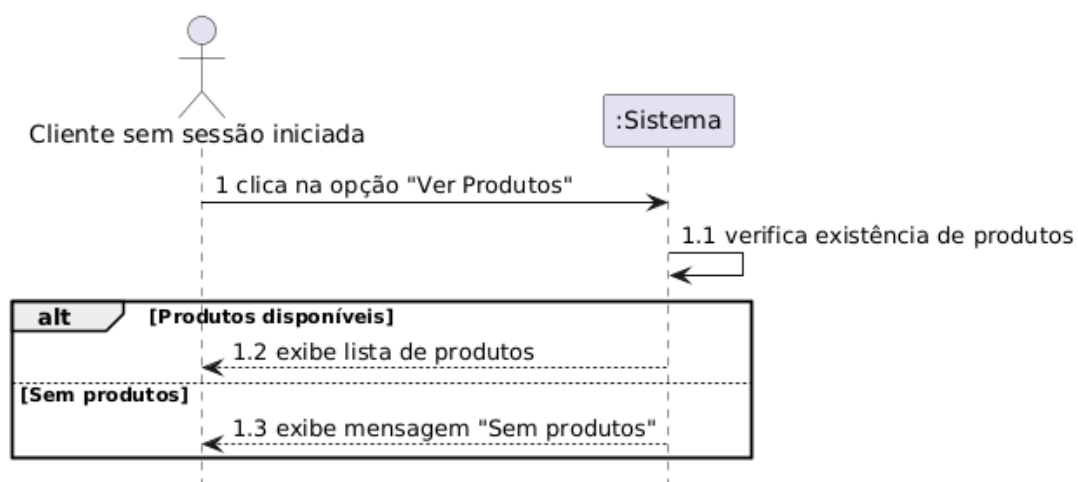 Cliente sem sessão iniciada
:Sistema
1 clica na opção "Ver Produtos"
1.1 verifica existência de produtos
alt [Produtos disponíveis]
1.2 exibe lista de produtos
[Sem produtos]
1.3 exibe mensagem "Sem produtos"